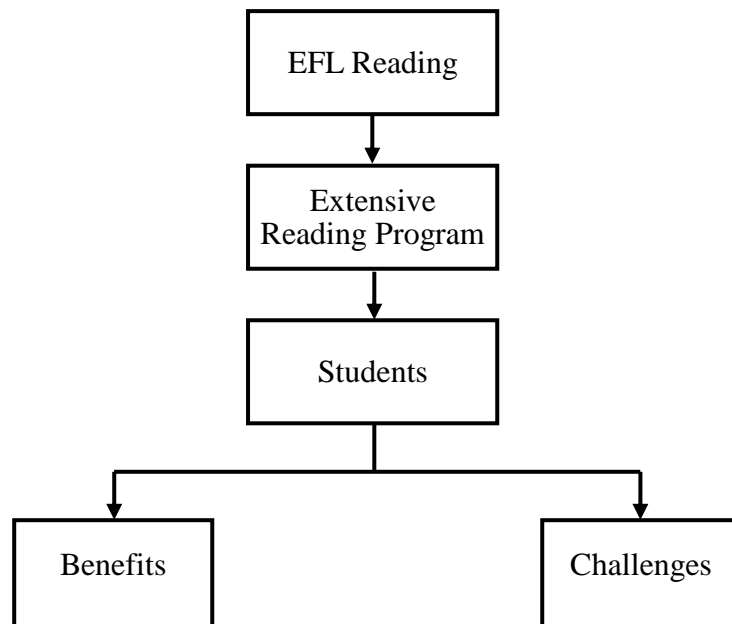 EFL Reading
Extensive
Reading Program
Students
Benefits
Challenges